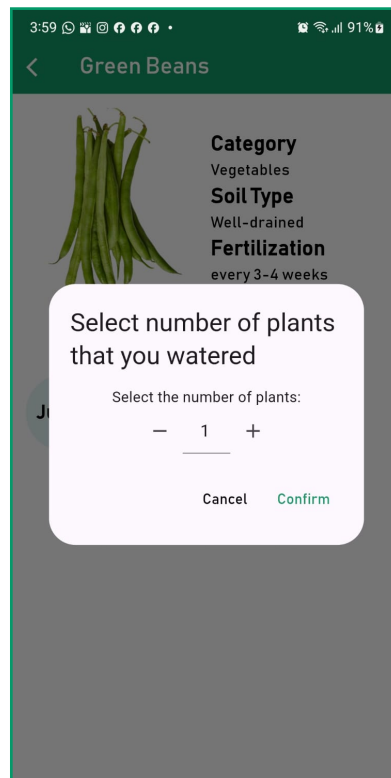 3:59
91%
Green Beans
Category
Vegetables
Soil Type
Well-drained
Fertilization
every 3-4 weeks
Select number of plants
that you watered
Select the number of plants:
− 1 +
Cancel Confirm